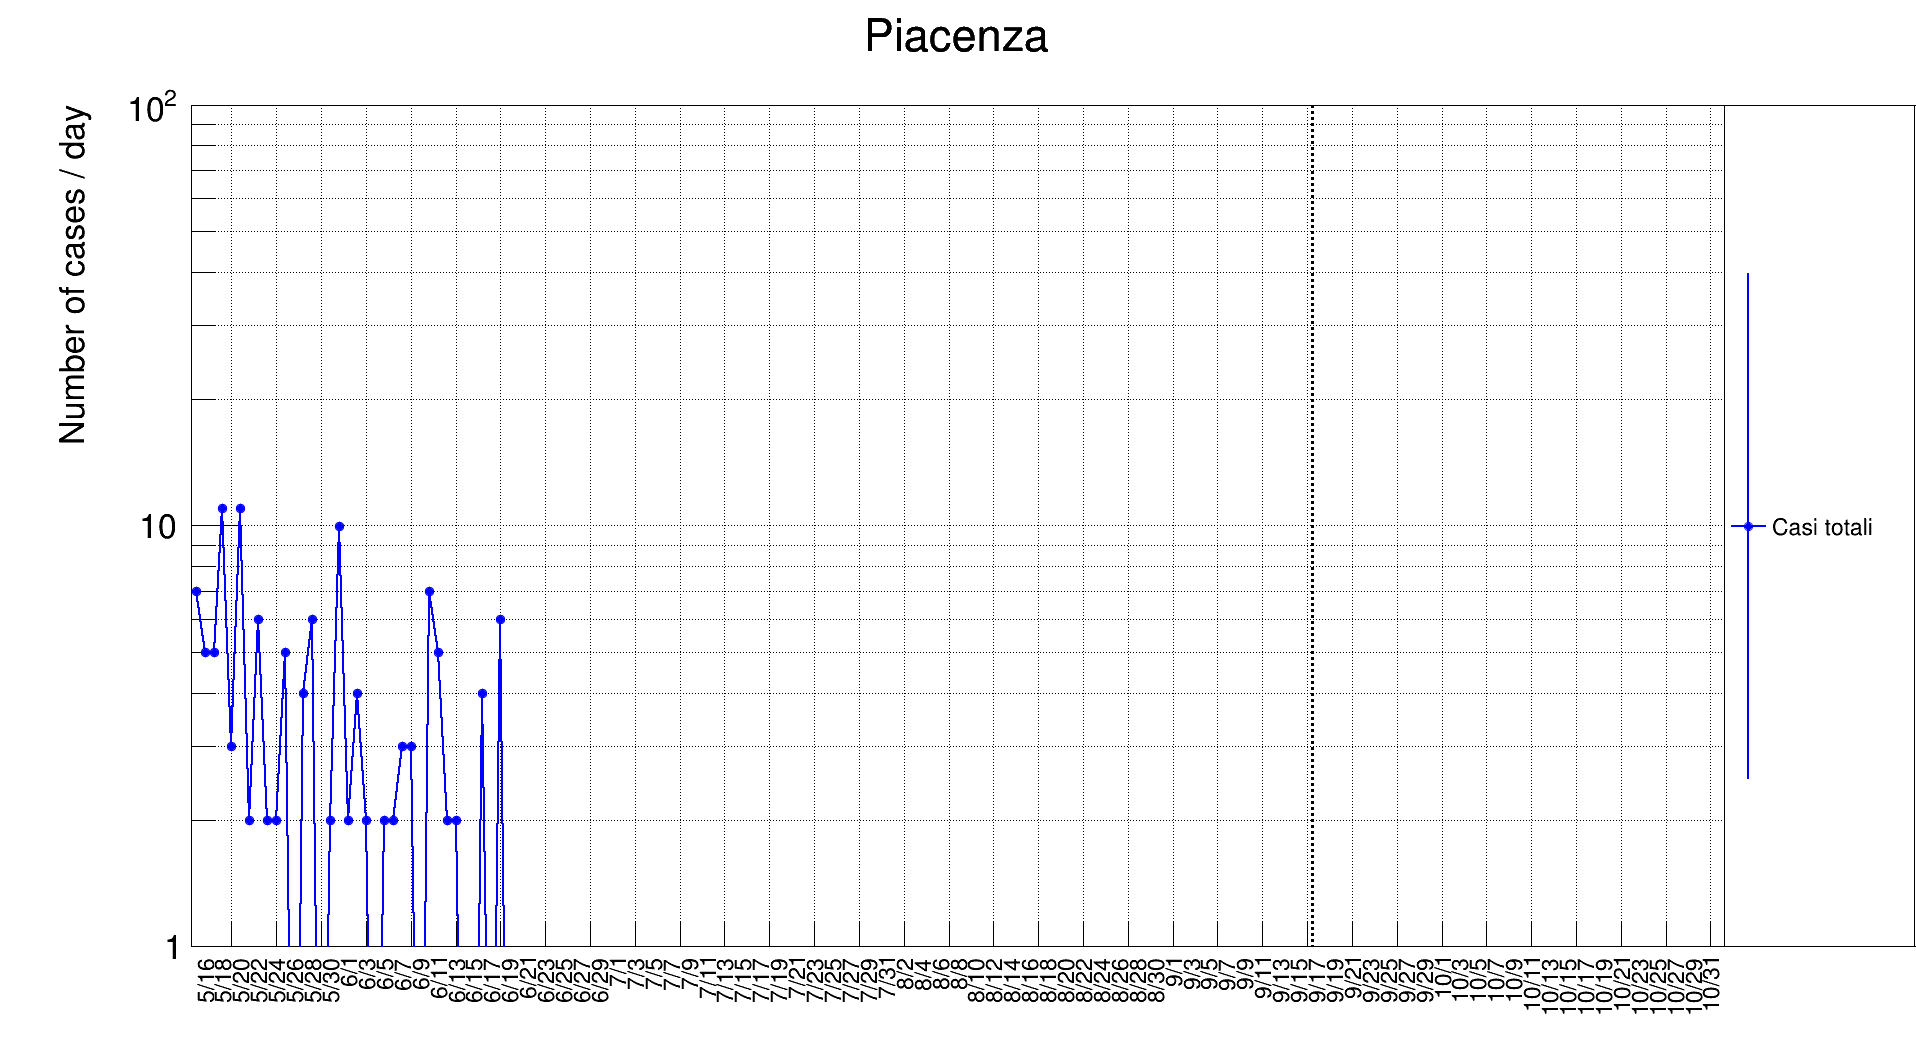 Piacenza
Number of cases / day
10²
10
1
5/16 5/18 5/20 5/22 5/24 5/26 5/28 5/30 6/1 6/3 6/5 6/7 6/9 6/11 6/13 6/15 6/17 6/19 6/21 6/23 6/25 6/27 6/29 7/1 7/3 7/5 7/7 7/9 7/11 7/13 7/15 7/17 7/19 7/21 7/23 7/25 7/27 7/29 7/31 8/2 8/4 8/6 8/8 8/10 8/12 8/14 8/16 8/18 8/20 8/22 8/24 8/26 8/28 8/30 9/1 9/3 9/5 9/7 9/9 9/11 9/13 9/15 9/17 9/19 9/21 9/23 9/25 9/27 9/29 10/1 10/3 10/5 10/7 10/9 10/11 10/13 10/15 10/17 10/19 10/21 10/23 10/25 10/27 10/29 10/31
Casi totali